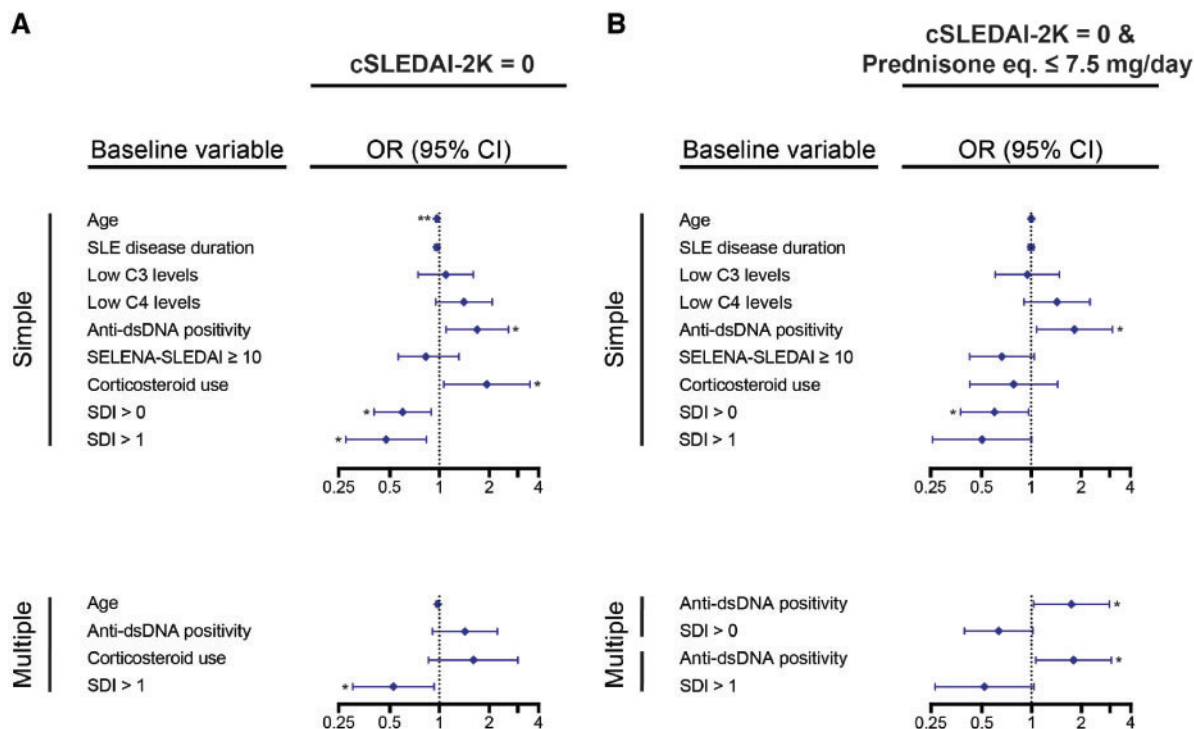 A
cSLEDAI-2K = 0
Baseline variable
OR (95% CI)
Simple
Age
**
SLE disease duration
Low C3 levels
Low C4 levels
Anti-dsDNA positivity
*
SELENA-SLEDAI ≥ 10
Corticosteroid use
*
SDI > 0
*
SDI > 1
*
0.25 0.5 1 2 4
Multiple
Age
Anti-dsDNA positivity
Corticosteroid use
SDI > 1
*
0.25 0.5 1 2 4
B
cSLEDAI-2K = 0 &
Prednisone eq. ≤ 7.5 mg/day
Baseline variable
OR (95% CI)
Simple
Age
SLE disease duration
Low C3 levels
Low C4 levels
Anti-dsDNA positivity
*
SELENA-SLEDAI ≥ 10
Corticosteroid use
SDI > 0
*
SDI > 1
0.25 0.5 1 2 4
Multiple
Anti-dsDNA positivity
*
SDI > 0
Anti-dsDNA positivity
*
SDI > 1
0.25 0.5 1 2 4